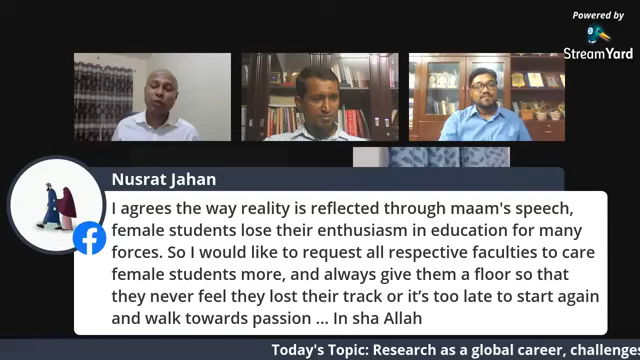 Powered by
StreamYard
Nusrat Jahan
I agrees the way reality is reflected through maam's speech,
female students lose their enthusiasm in education for many
forces. So I would like to request all respective faculties to care
female students more, and always give them a floor so that
they never feel they lost their track or it's too late to start again
and walk towards passion ... In sha Allah
Today's Topic: Research as a global career, challenges